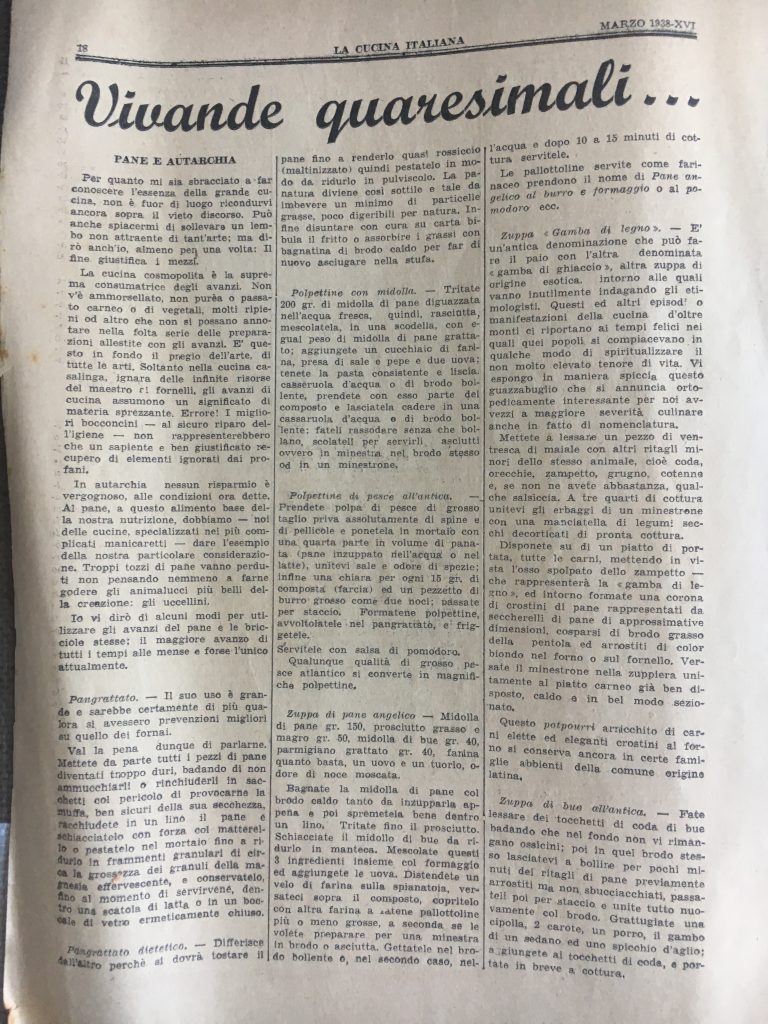 18
LA CUCINA ITALIANA
MARZO 1938-XVI
Vivande quaresimali...
PANE E AUTARCHIA
Per quanto mi sia sbracciato a far
conoscere l'essenza della grande cu-
cina, non è fuor di luogo ricondurvi
ancora sopra il vieto discorso. Può
anche spiacermi di sollevare un lem-
bo non attraente di tant'arte; ma di-
rò anch'io, almeno per una volta: Il
fine giustifica i mezzi.
La cucina cosmopolita è la supre-
ma consumatrice degli avanzi. Non
v'è ammorsellato, non purèa o passa-
to carneo o di vegetali, molti ripie-
ni od altro che non si possano anno-
tare nella folta serie delle prepara-
zioni allestite con gli avanzi. E' que-
sto in fondo il pregio dell'arte, di
tutte le arti. Soltanto nella cucina ca-
salinga, ignara delle infinite risorse
del maestro ai fornelli, gli avanzi di
cucina assumono un significato di
materia sprezzante. Errore! I miglio-
ri bocconcini — al sicuro riparo del-
l'igiene — non rappresenterebbero
che un sapiente e ben giustificato re-
cupero di elementi ignorati dai pro-
fani.
In autarchia nessun risparmio è
vergognoso, alle condizioni ora dette.
Al pane, a questo alimento base del-
la nostra nutrizione, dobbiamo — noi
delle cucine, specializzati nei più com-
plicati manicaretti — dare l'esempio
della nostra particolare considerazio-
ne. Troppi tozzi di pane vanno perdu-
ti non pensando nemmeno a farne
godere gli animalucci più belli del-
la creazione: gli uccellini.
Io vi dirò di alcuni modi per uti-
lizzare gli avanzi del pane e le bric-
ciole stesse; il maggiore avanzo di
tutti i tempi alle mense e forse l'unico
attualmente.
Pangrattato. — Il suo uso è gran-
de e sarebbe certamente di più qua-
lora si avessero prevenzioni migliori
su quello dei fornai.
Val la pena dunque di parlarne.
Mettete da parte tutti i pezzi di pane
diventati troppo duri, badando di non
ammucchiarli o rinchiuderli in sac-
chetti col pericolo di provocarne la
muffa, ben sicuri della sua secchezza,
racchiudete in un lino il pane e
schiacciatelo con forza col matterel-
lo o pestatelo nel mortaio fino a ri-
durlo in frammenti granulari di cir-
ca la grossezza dei granuli della ma-
gnesia effervescente, e conservatelo,
fino al momento di servirvene, den-
tro una scatola di latta o in un boc-
cale di vetro ermeticamente chiuso.
Pangrattato dietetico. — Differisce
dall'altro perchè si dovrà tostare il
pane fino a renderlo quasi rossiccio
(maltinizzato) quindi pestatelo in mo-
do da ridurlo in pulviscolo. La pa-
natura diviene così sottile e tale da
imbevere un minimo di particelle
grasse, poco digeribili per natura. In-
fine disuntare con cura su carta bibu-
la il fritto o assorbire i grassi con
bagnatina di brodo caldo per far di
nuovo asciugare nella stufa.
Polpettine con midolla. — Tritate
200 gr. di midolla di pane diguazzata
nell'acqua fresca, quindi, rasciutta,
mescolatela, in una scodella, con e-
gual peso di midolla di pane gratta-
to; aggiungete un cucchiaio di fari-
na, presa di sale e pepe e due uova;
tenete la pasta consistente e liscia.
casseruola d'acqua o di brodo bol-
lente, prendete con esso parte del
composto e lasciatela cadere in una
cassaruola d'acqua o di brodo bol-
lente; fateli rassodare senza che bol-
lano, scolateli per servirli asciutti
ovvero in minestra nel brodo stesso
od in un minestrone.
Polpettine di pesce all'antica. —
Prendete polpa di pesce di grosso
taglio priva assolutamente di spine e
di pellicole e ponetela in mortaio con
una quarta parte in volume di pana-
ta (pane inzuppato nell'acqua o nel
latte), unitevi sale e odore di spezie;
infine una chiara per ogni 15 gr. di
composto (farcia) ed un pezzetto di
burro grosso come due noci; passate
per staccio. Formatene polpettine,
avvoltolatele nel pangrattato, e frig-
getele.
Servitele con salsa di pomodoro.
Qualunque qualità di grosso pe-
sce atlantico si converte in magnifi-
che polpettine.
Zuppa di pane angelico — Midolla
di pane gr. 150, prosciutto grasso e
magro gr. 50, midolla di bue gr. 40,
parmigiano grattato gr. 40, farina
quanto basta, un uovo e un tuorlo, o-
dore di noce moscata.
Bagnate la midolla di pane col
brodo caldo tanto da inzupparla ap-
pena e poi spremetela bene dentro
un lino. Tritate fino il prosciutto.
Schiacciate il midollo di bue da ri-
durlo in manteca. Mescolate questi
3 ingredienti insieme col formaggio
ed aggiungete le uova. Distendete un
velo di farina sulla spianatoia, ver-
sateci sopra il composto, copritelo
con altra farina a fatene pallottoline
più o meno grosse, a seconda se le
volete preparare per una minestra
in brodo o asciutta. Gettatele nel bro-
do bollente e, nel secondo caso, nel-
l'acqua e dopo 10 a 15 minuti di cot-
tura servitele.
Le pallottoline servite come fari-
naceo prendono il nome di Pane an-
gelico al burro e formaggio o al po-
modoro ecc.
Zuppa « Gamba di legno ». — E'
un'antica denominazione che può fa-
re il paio con l'altra denominata
« gamba di ghiaccio », altra zuppa di
origine esotica. intorno alle quali
vanno inutilmente indagando gli eti-
mologisti. Questi ed altri episod' o
manifestazioni della cucina d'oltre
monti ci riportano ai tempi felici nei
quali quei popoli si compiacevano in
qualche modo di spiritualizzare il
non molto elevato tenore di vita. Vi
espongo in maniera spiccia questo
guazzabuglio che si annuncia orto-
pedicamente interessante per noi av-
vezzi a maggiore severità culinare
anche in fatto di nomenclatura.
Mettete a lessare un pezzo di ven-
tresca di maiale con altri ritagli mi-
nori dello stesso animale, cioè coda,
orecchie, zampetto, grugno, cotenne
e, se non ne avete abbastanza, qual-
che salsiccia. A tre quarti di cottura
unitevi gli erbaggi di un minestrone
con una manciatella di legumi sec-
chi decorticati di pronta cottura.
Disponete su di un piatto di por-
tata, tutte le carni, mettendo in vi-
sta l'osso spolpato dello zampetto —
che rappresenterà la « gamba di le-
gno », ed intorno formate una corona
di crostini di pane rappresentati da
seccherelli di pane di approssimative
dimensioni, cosparsi di brodo grasso
della pentola ed arrostiti di color
biondo nel forno o sul fornello. Ver-
sate il minestrone nella zuppiera uni-
tamente al piatto carneo già ben di-
sposto, caldo e in bel modo sezio-
nato.
Questo potpourri arricchito di car-
ni elette ed eleganti crostini al for-
no si conserva ancora in certe fami-
glie abbienti della comune origine
latina.
Zuppa di bue all'antica. — Fate
lessare dei tocchetti di coda di bue
badando che nel fondo non vi riman-
gano ossicini; poi in quel brodo stes-
so lasciatevi a bollire per pochi mi-
nuti dei ritagli di pane previamente
arrostiti ma non sbucciacchiati, passa-
teli poi per staccio e unite tutto nuo-
vamente col brodo. Grattugiate una
cipolla, 2 carote, un porro, il gambo
di un sedano ed uno spicchio d'aglio;
aggiungete ai tocchetti di coda, e por-
tate in breve a cottura.